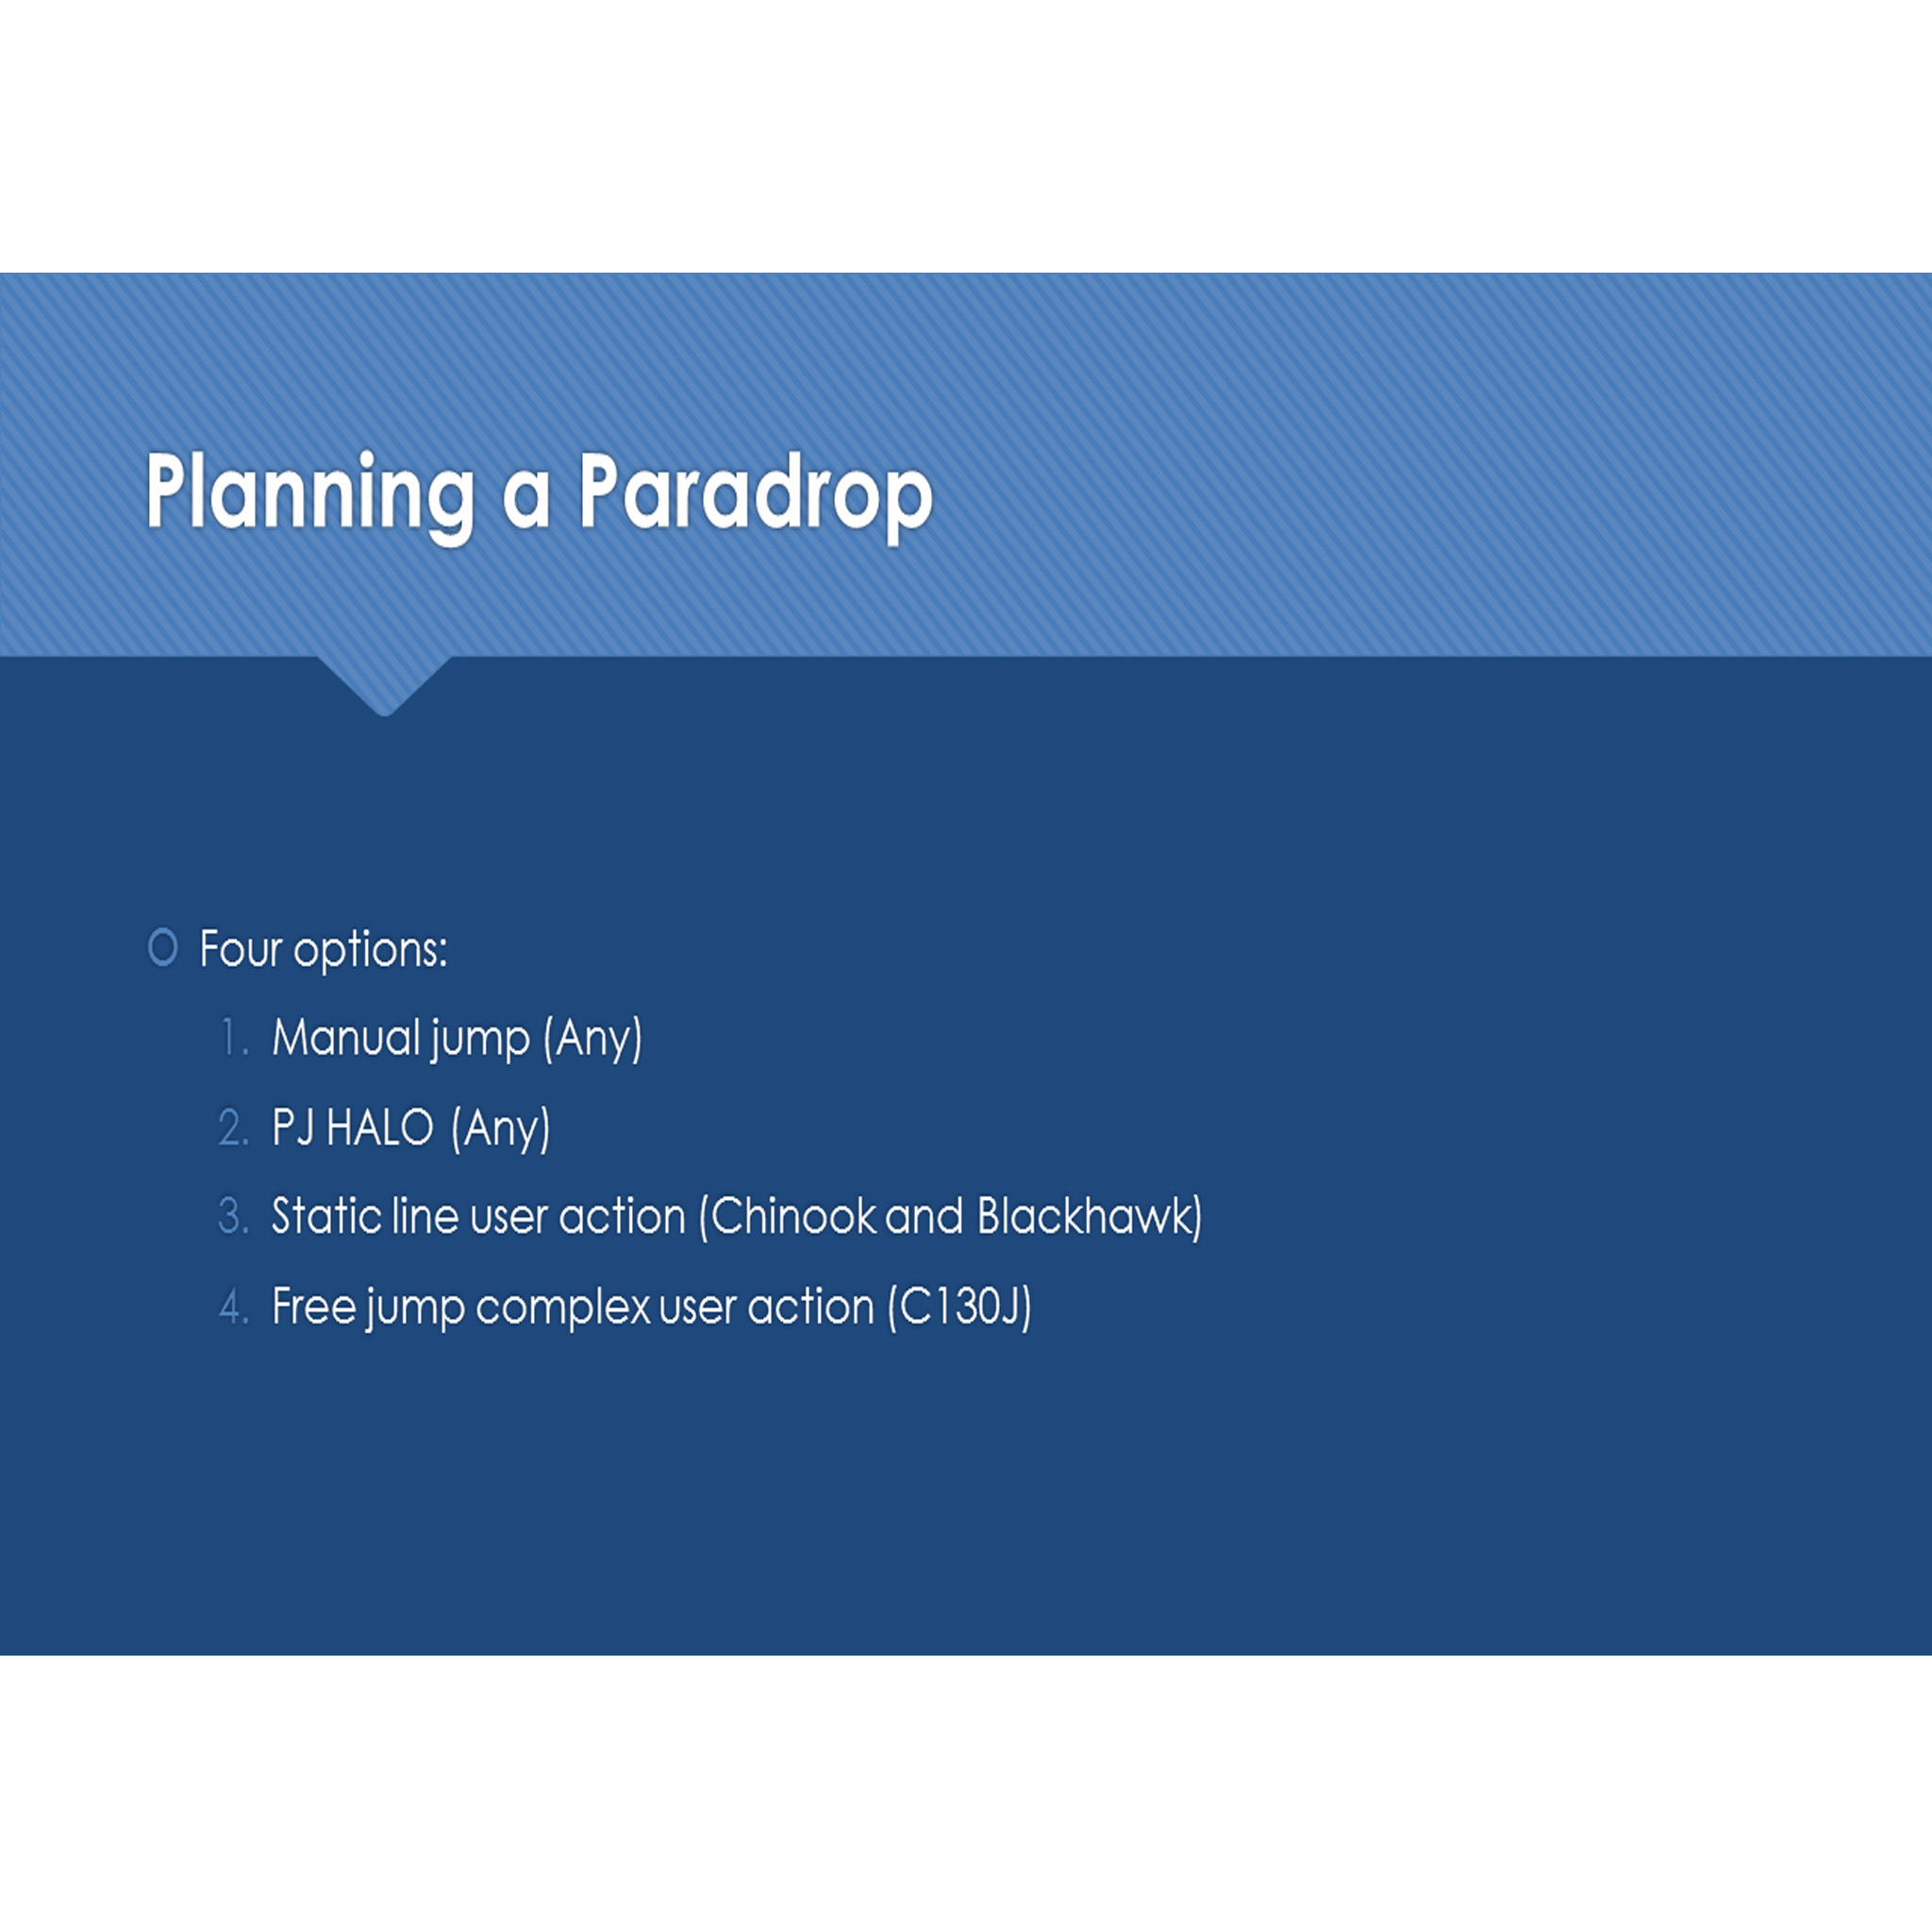 Planning a Paradrop
Four options:
1. Manual jump (Any)
2. PJ HALO (Any)
3. Static line user action (Chinook and Blackhawk)
4. Free jump complex user action (C130J)